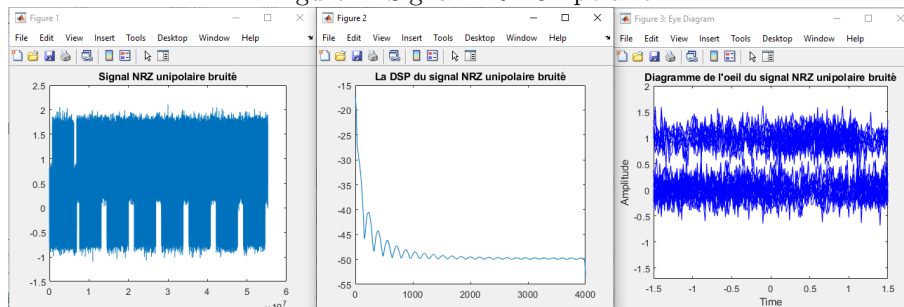 Figure 1
File Edit View Insert Tools Desktop Window Help
Signal NRZ unipolaire bruité
2.5
2
1.5
1
0.5
0
-0.5
-1
-1.5
0 1 2 3 4 5 6
Figure 2
File Edit View Insert Tools Desktop Window Help
La DSP du signal NRZ unipolaire bruité
-15
-20
-25
-30
-35
-40
-45
-50
-55
0 1000 2000 3000 4000
Figure 3: Eye Diagram
File Edit View Insert Tools Desktop Window Help
Diagramme de l'oeil du signal NRZ unipolaire bruité
Amplitude
2
1.5
1
0.5
0
-0.5
-1
-1.5
-1.5 -1 -0.5 0 0.5 1 1.5
Time